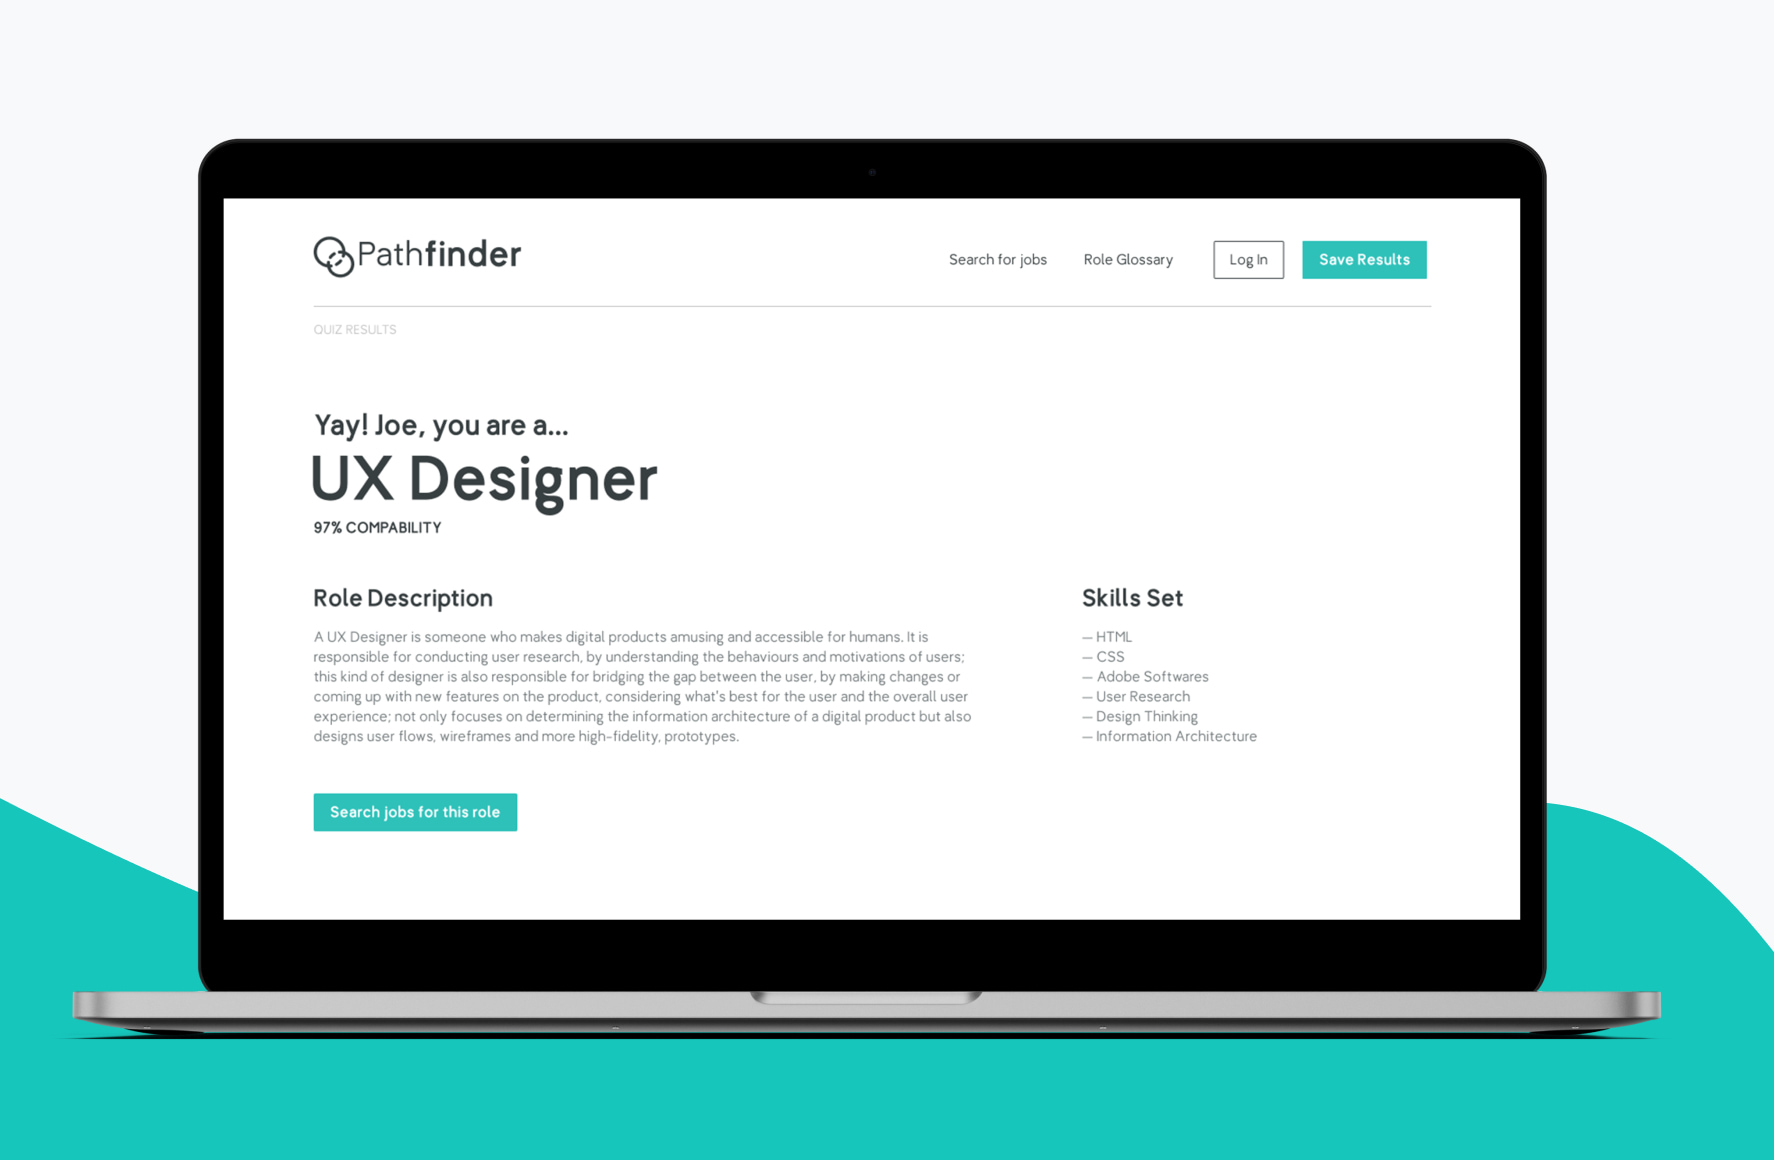 Pathfinder
Search for jobs
Role Glossary
Log In
Save Results
QUIZ RESULTS
Yay! Joe, you are a...
UX Designer
97% COMPABILITY
Role Description
A UX Designer is someone who makes digital products amusing and accessible for humans. It is
responsible for conducting user research, by understanding the behaviours and motivations of users;
this kind of designer is also responsible for bridging the gap between the user, by making changes or
coming up with new features on the product, considering what's best for the user and the overall user
experience; not only focuses on determining the information architecture of a digital product but also
designs user flows, wireframes and more high-fidelity, prototypes.
Skills Set
— HTML
— CSS
— Adobe Softwares
— User Research
— Design Thinking
— Information Architecture
Search jobs for this role